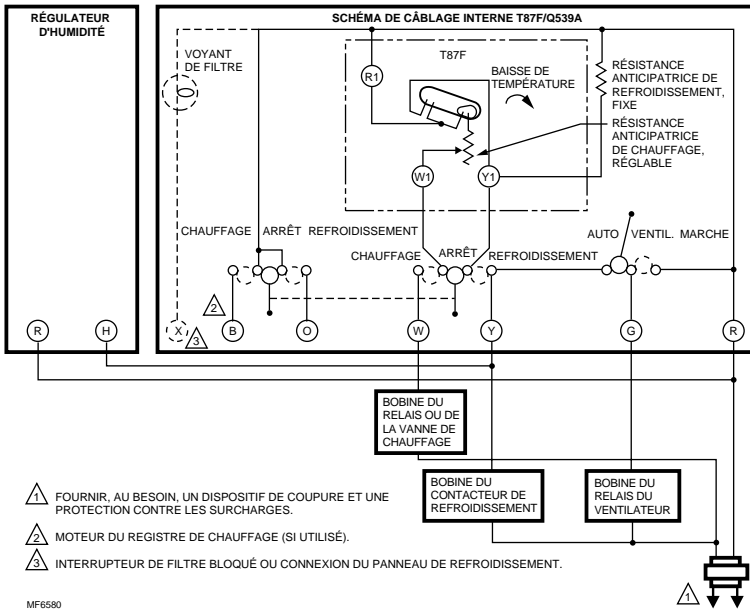 RÉGULATEUR
D'HUMIDITÉ
SCHÉMA DE CÂBLAGE INTERNE T87F/Q539A
VOYANT
DE FILTRE
T87F
R1
BAISSE DE
TEMPÉRATURE
RÉSISTANCE
ANTICIPATRICE DE
REFROIDISSEMENT,
FIXE
RÉSISTANCE
ANTICIPATRICE
DE CHAUFFAGE,
RÉGLABLE
W1
Y1
CHAUFFAGE ARRÊT REFROIDISSEMENT
CHAUFFAGE ARRÊT REFROIDISSEMENT
AUTO VENTIL. MARCHE
R
H
X
3
2
B
O
W
Y
G
R
BOBINE DU
RELAIS OU DE
LA VANNE DE
CHAUFFAGE
BOBINE DU
CONTACTEUR DE
REFROIDISSEMENT
BOBINE DU
RELAIS DU
VENTILATEUR
1 FOURNIR, AU BESOIN, UN DISPOSITIF DE COUPURE ET UNE
PROTECTION CONTRE LES SURCHARGES.
2 MOTEUR DU REGISTRE DE CHAUFFAGE (SI UTILISÉ).
3 INTERRUPTEUR DE FILTRE BLOQUÉ OU CONNEXION DU PANNEAU DE REFROIDISSEMENT.
1
MF6580